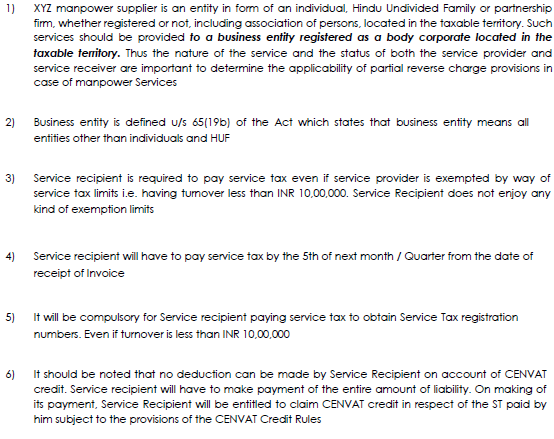 1) XYZ manpower supplier is an entity in form of an individual, Hindu Undivided Family or partnership
firm, whether registered or not, including association of persons, located in the taxable territory. Such
services should be provided to a business entity registered as a body corporate located in the
taxable territory. Thus the nature of the service and the status of both the service provider and
service receiver are important to determine the applicability of partial reverse charge provisions in
case of manpower Services
2) Business entity is defined u/s 65(19b) of the Act which states that business entity means all
entities other than individuals and HUF
3) Service recipient is required to pay service tax even if service provider is exempted by way of
service tax limits i.e. having turnover less than INR 10,00,000. Service Recipient does not enjoy any
kind of exemption limits
4) Service recipient will have to pay service tax by the 5th of next month / Quarter from the date of
receipt of Invoice
5) It will be compulsory for Service recipient paying service tax to obtain Service Tax registration
numbers. Even if turnover is less than INR 10,00,000
6) It should be noted that no deduction can be made by Service Recipient on account of CENVAT
credit. Service recipient will have to make payment of the entire amount of liability. On making of
its payment, Service Recipient will be entitled to claim CENVAT credit in respect of the ST paid by
him subject to the provisions of the CENVAT Credit Rules